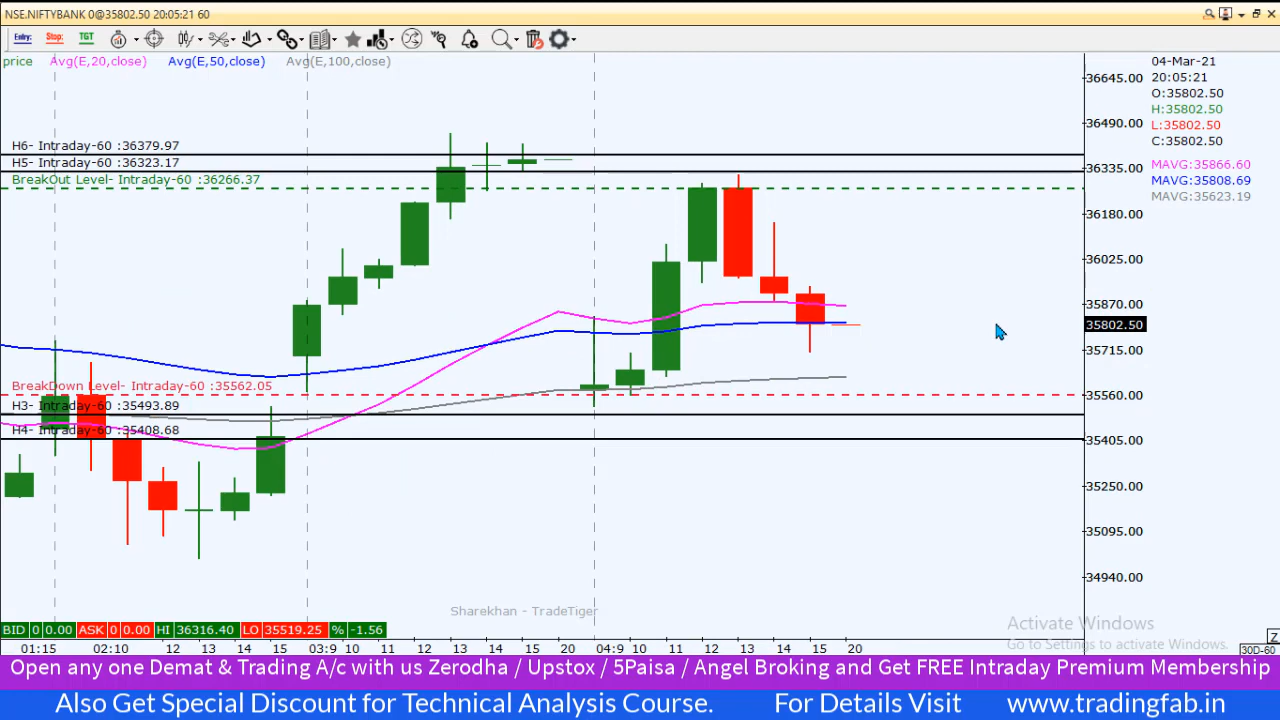 NSE.NIFTYBANK 0@35802.50 20:05:21 60
Entry: Stop: TGT
price Avg(E,20,close) Avg(E,50,close) Avg(E,100,close)
04-Mar-21
20:05:21
O:35802.50
H:35802.50
L:35802.50
C:35802.50
MAVG:35866.60
MAVG:35808.69
MAVG:35623.19
36645.00
36490.00
36335.00
36180.00
36025.00
35870.00
35802.50
35715.00
35560.00
35405.00
35250.00
35095.00
34940.00
H6- Intraday-60 :36379.97
H5- Intraday-60 :36323.17
BreakOut Level- Intraday-60 :36266.37
BreakDown Level- Intraday-60 :35562.05
H3- Intraday-60 :35493.89
H4- Intraday-60 :35408.68
Sharekhan - TradeTiger
Activate Windows
Go to Settings to activate Windows.
BID 0 0.00 ASK 0 0.00 HI 36316.40 LO 35519.25 % -1.56
Z
01:15 02:10 12 13 14 15 03:9 10 11 12 13 14 15 20 04:9 10 11 12 13 14 15 20
30D-60
Open any one Demat & Trading A/c with us Zerodha / Upstox / 5Paisa / Angel Broking and Get FREE Intraday Premium Membership
Also Get Special Discount for Technical Analysis Course. For Details Visit www.tradingfab.in